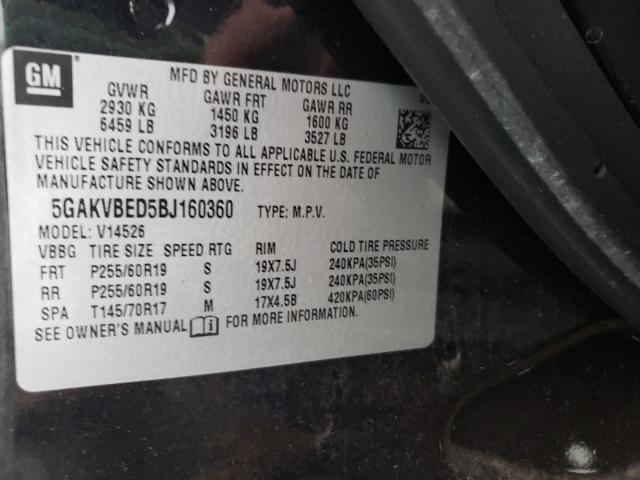 GM
MFD BY GENERAL MOTORS LLC
GVWR GAWR FRT GAWR RR
2930 KG 1450 KG 1600 KG
6459 LB 3196 LB 3527 LB
THIS VEHICLE CONFORMS TO ALL APPLICABLE U.S. FEDERAL MOTOR
VEHICLE SAFETY STANDARDS IN EFFECT ON THE DATE OF
MANUFACTURE SHOWN ABOVE.
5GAKVBED5BJ160360 TYPE: M.P.V.
MODEL: V14526
VBBG TIRE SIZE SPEED RTG RIM COLD TIRE PRESSURE
FRT P255/60R19 S 19X7.5J 240KPA(35PSI)
RR P255/60R19 S 19X7.5J 240KPA(35PSI)
SPA T145/70R17 M 17X4.5B 420KPA(60PSI)
SEE OWNER'S MANUAL FOR MORE INFORMATION.